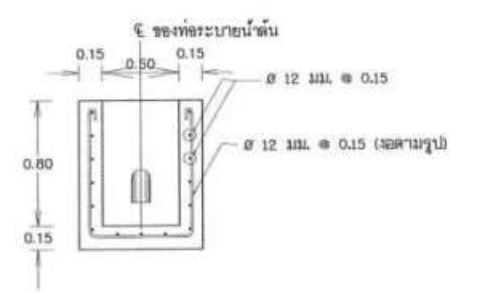 ℄ ของท่อระบายน้ำล้น
0.15 0.50 0.15
Ø 12 มม. @ 0.15
Ø 12 มม. @ 0.15 (งอตามรูป)
0.80
0.15